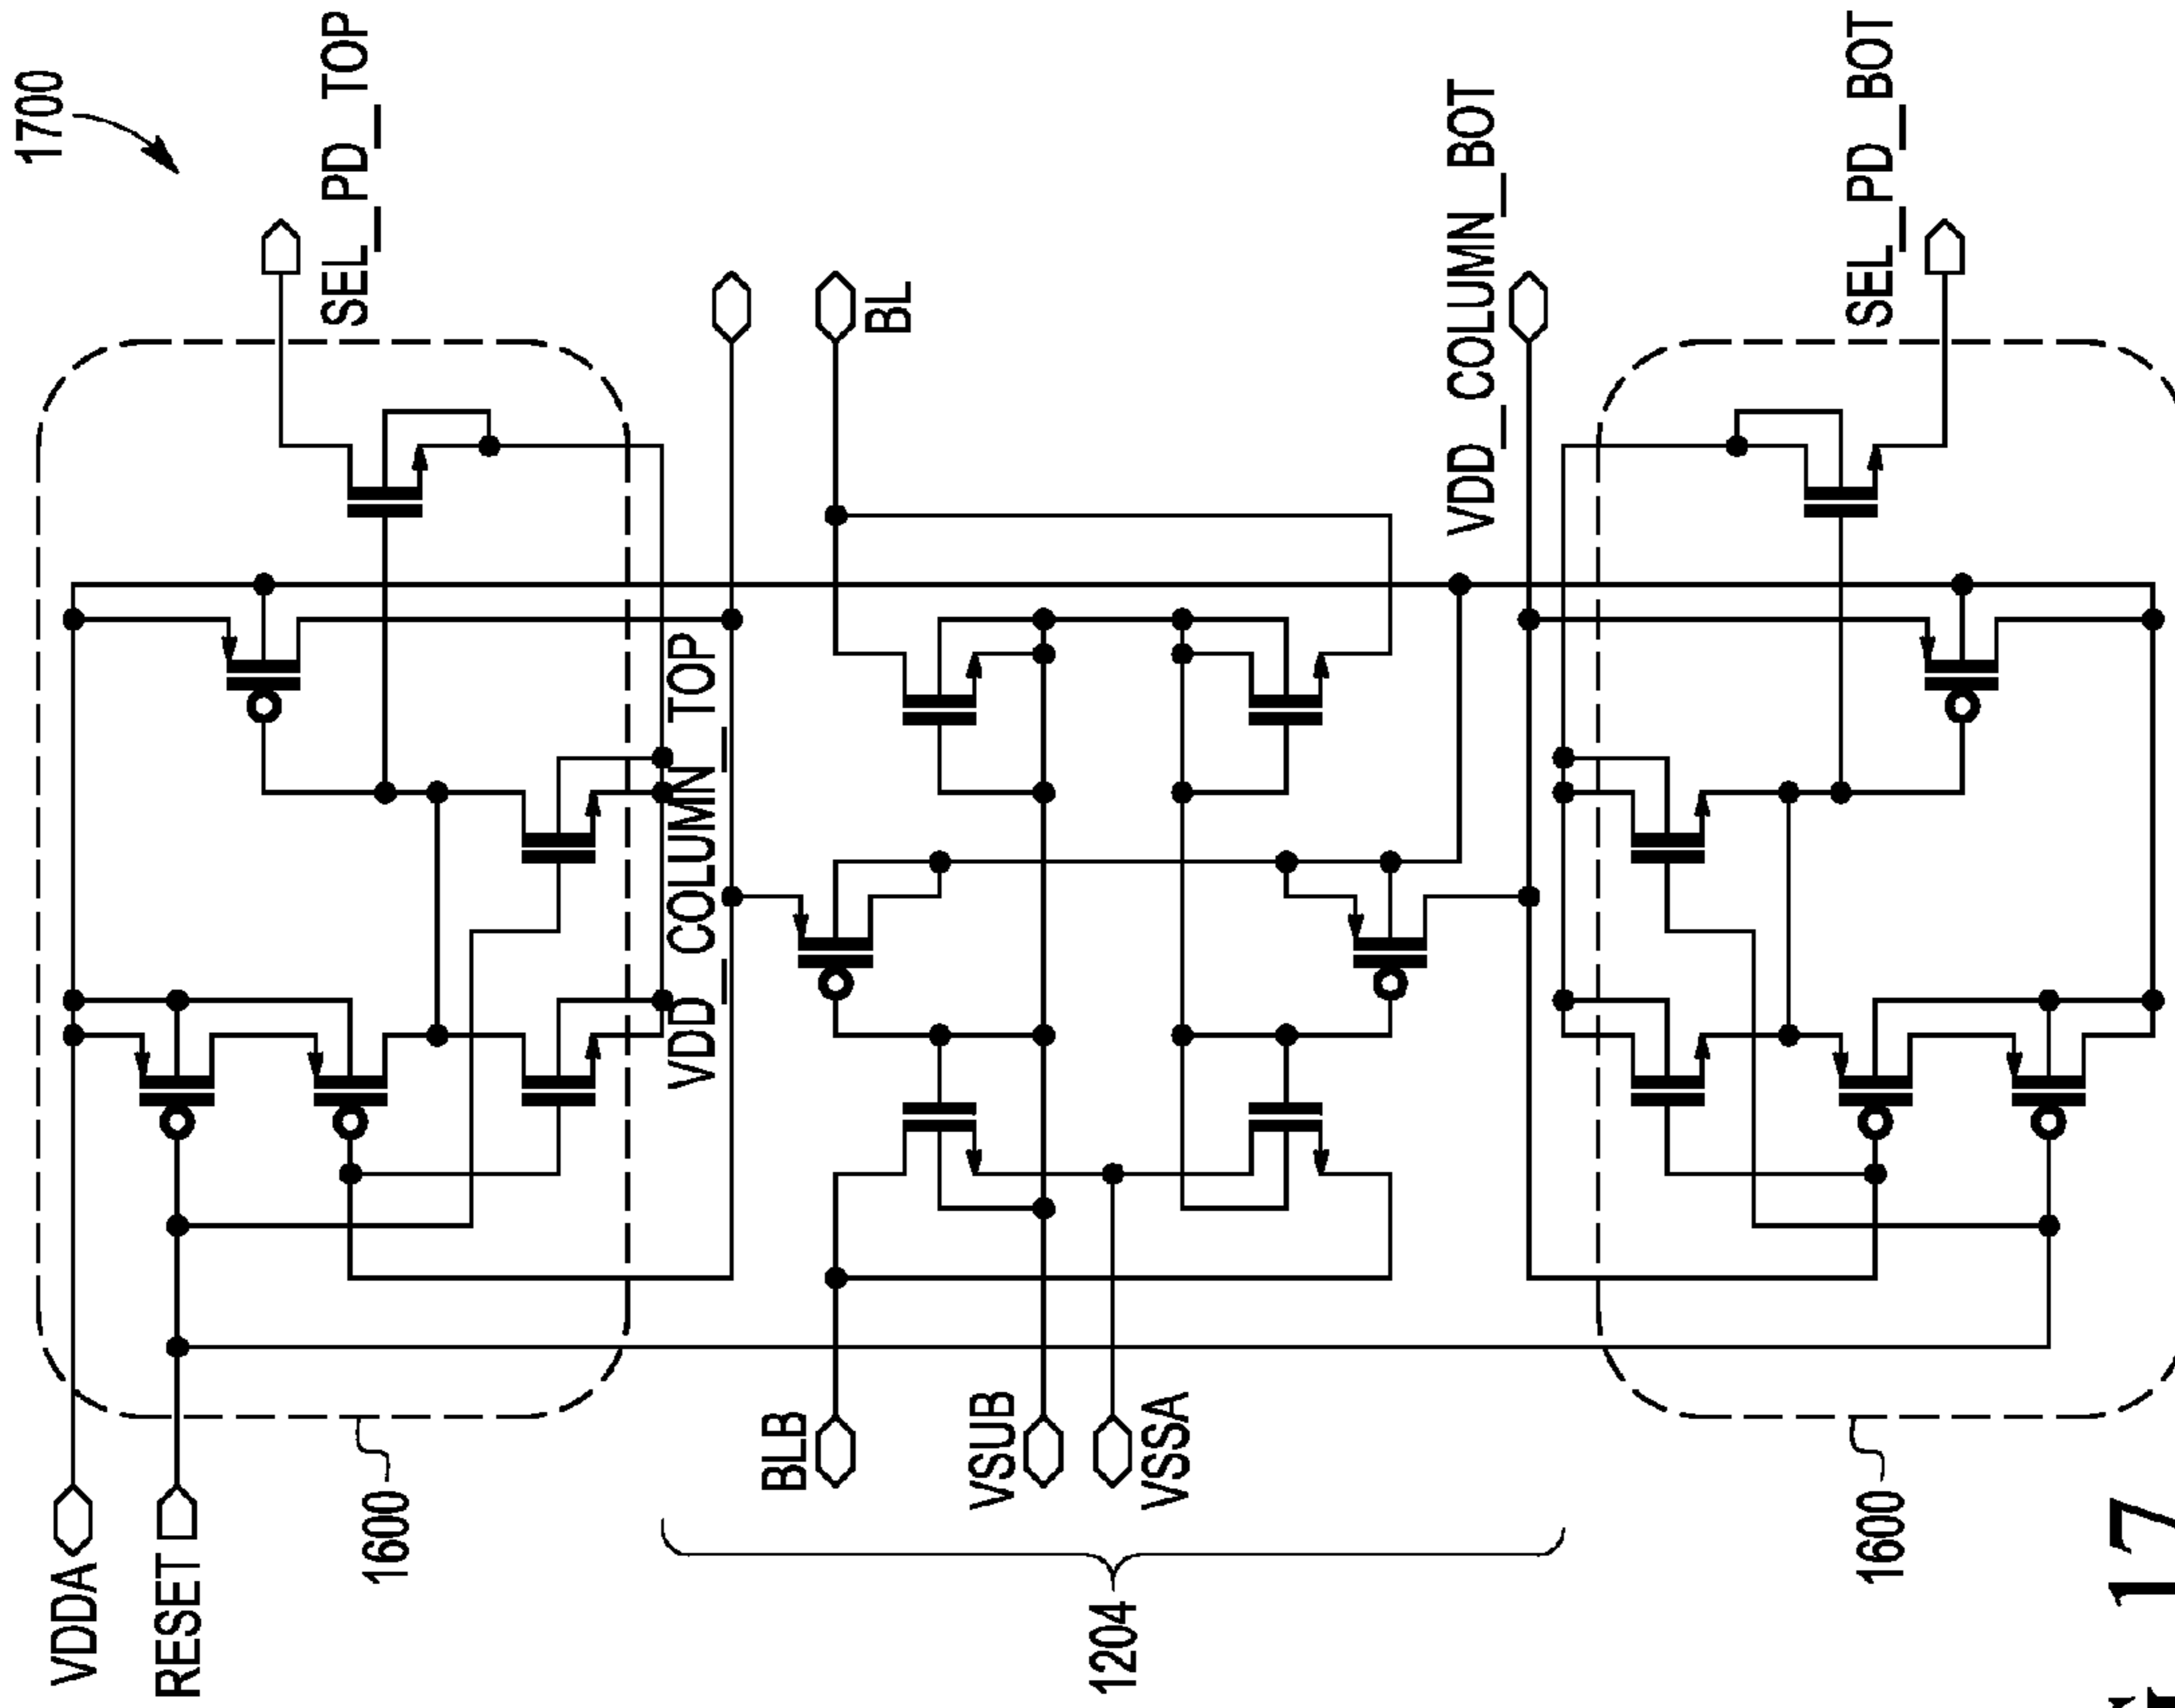 1700
SEL_PD_TOP
VDD_COLUMN_TOP
BL
VDD_COLUMN_BOT
SEL_PD_BOT
VDDA
RESET
1600
BLB
VSUB
VSSA
1204
1600
17